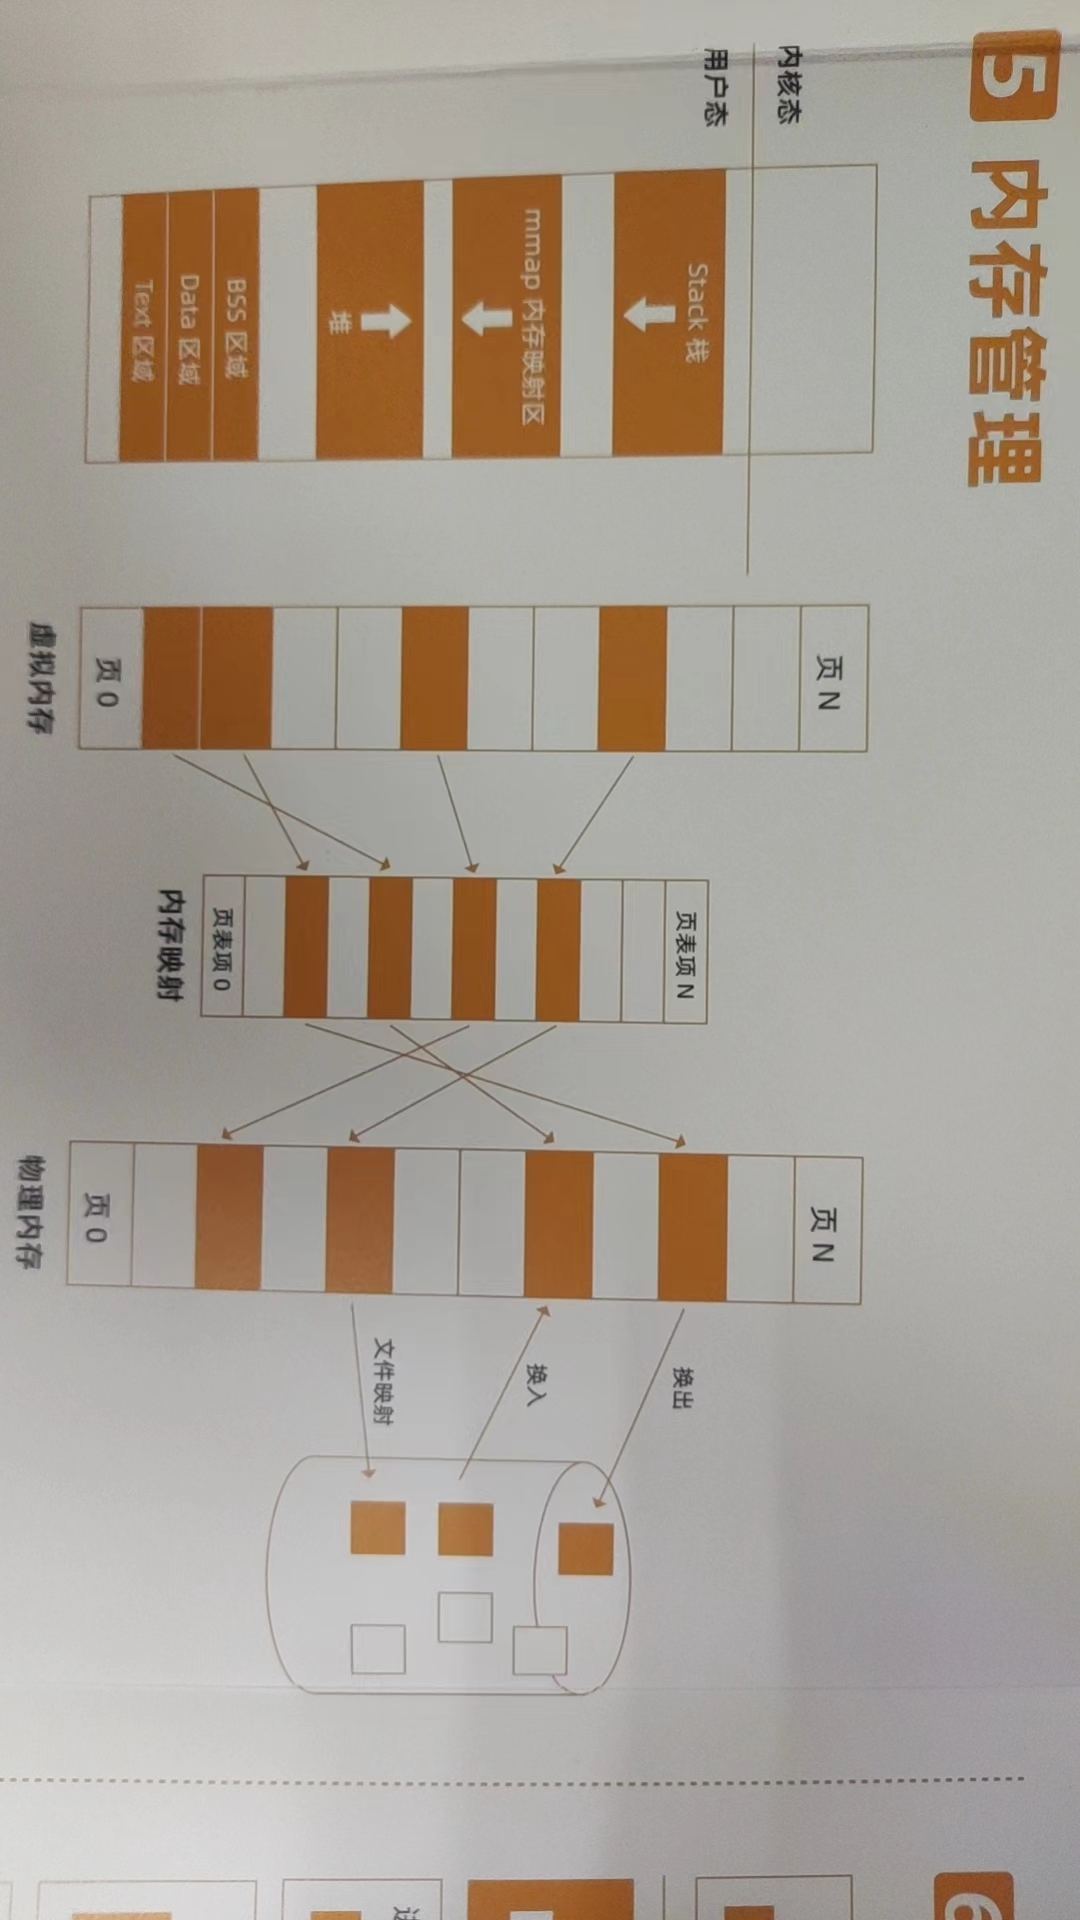 5 内存管理
内核态
用户态
Stack 栈
mmap 内存映射区
堆
BSS 区域
Data 区域
Text 区域
页 N
页 0
虚拟内存
页表项 N
页表项 0
内存映射
页 N
页 0
物理内存
换出
换入
文件映射
6